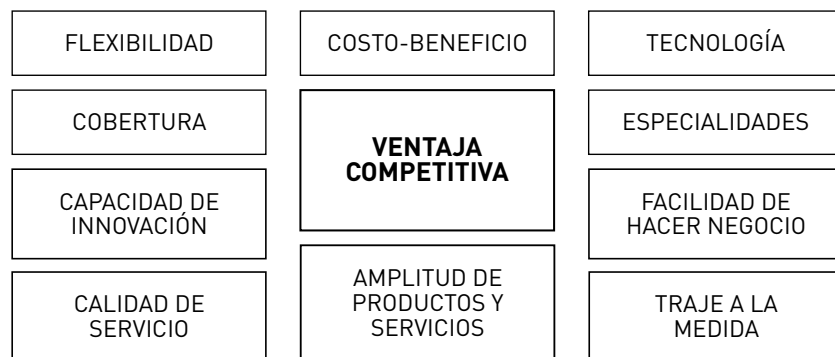 FLEXIBILIDAD
COSTO-BENEFICIO
TECNOLOGÍA
COBERTURA
VENTAJA
COMPETITIVA
ESPECIALIDADES
CAPACIDAD DE
INNOVACIÓN
FACILIDAD DE
HACER NEGOCIO
CALIDAD DE
SERVICIO
AMPLITUD DE
PRODUCTOS Y
SERVICIOS
TRAJE A LA
MEDIDA